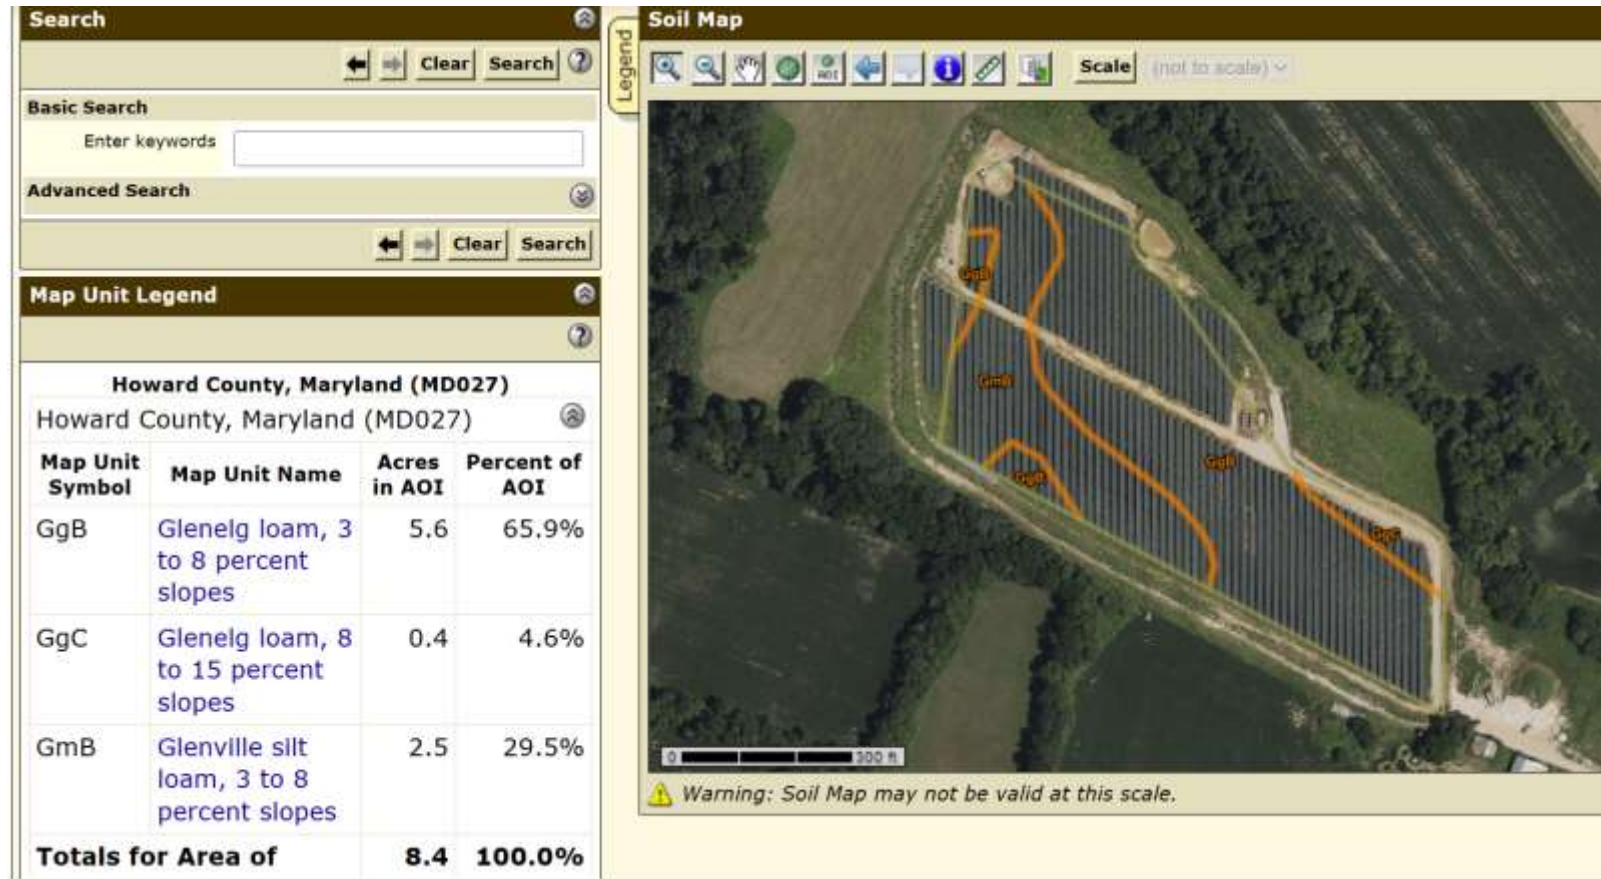 Search
Clear Search
Basic Search
Enter keywords
Advanced Search
Clear Search
Map Unit Legend
Howard County, Maryland (MD027)
Howard County, Maryland (MD027)
Map Unit Symbol Map Unit Name Acres in AOI Percent of AOI
GgB Glenelg loam, 3 to 8 percent slopes 5.6 65.9%
GgC Glenelg loam, 8 to 15 percent slopes 0.4 4.6%
GmB Glenville silt loam, 3 to 8 percent slopes 2.5 29.5%
Totals for Area of 8.4 100.0%
Legend
Soil Map
AOI
Scale (not to scale)
GgB
GmB
GgB
GgB
GgC
0 300 ft
Warning: Soil Map may not be valid at this scale.